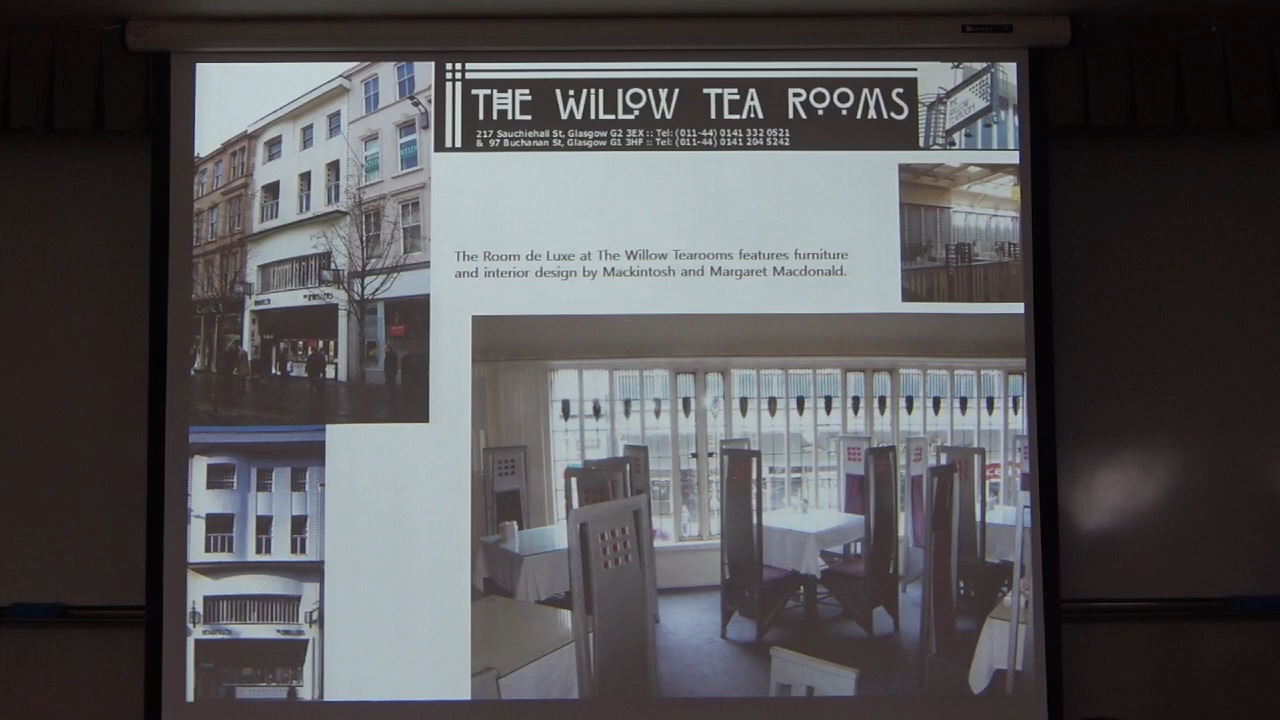 THE WILLOW TEA ROOMS
217 Sauchiehall St, Glasgow G2 3EX :: Tel: (011-44) 0141 332 0521
& 97 Buchanan St, Glasgow G1 3HF :: Tel: (011-44) 0141 204 5242
The Room de Luxe at The Willow Tearooms features furniture
and interior design by Mackintosh and Margaret Macdonald.